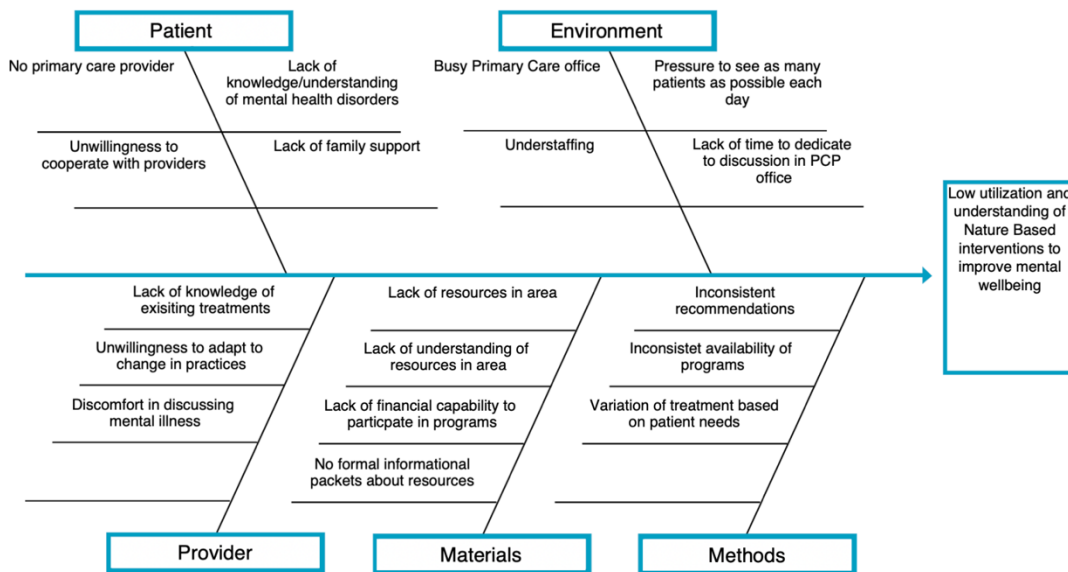 Patient
Environment
No primary care provider
Lack of
knowledge/understanding
of mental health disorders
Busy Primary Care office
Pressure to see as many
patients as possible each
day
Unwillingness to
cooperate with providers
Lack of family support
Understaffing
Lack of time to dedicate
to discussion in PCP
office
Low utilization and
understanding of
Nature Based
interventions to
improve mental
wellbeing
Lack of knowledge of
exisiting treatments
Unwillingness to adapt to
change in practices
Discomfort in discussing
mental illness
Lack of resources in area
Lack of understanding of
resources in area
Lack of financial capability to
particpate in programs
No formal informational
packets about resources
Inconsistent
recommendations
Inconsistet availability of
programs
Variation of treatment based
on patient needs
Provider
Materials
Methods